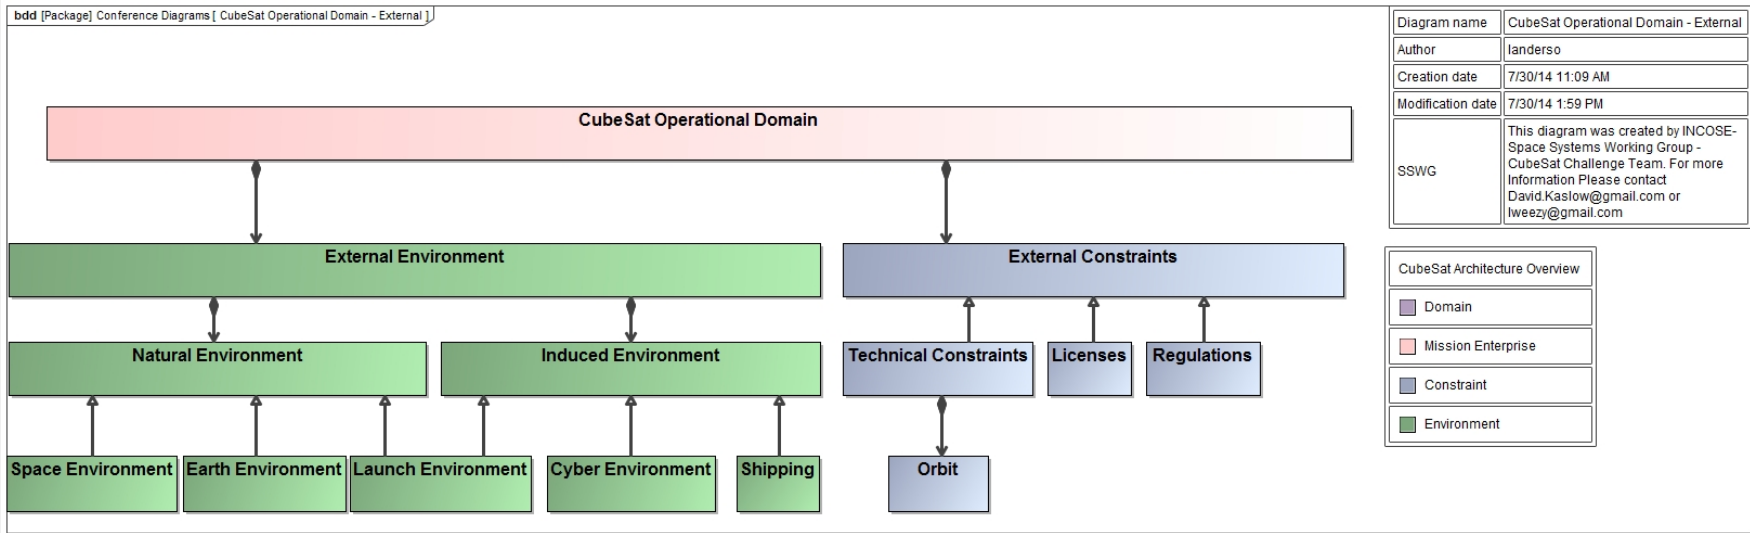 bdd [Package] Conference Diagrams [ CubeSat Operational Domain - External ]
Diagram name CubeSat Operational Domain - External
Author landerso
Creation date 7/30/14 11:09 AM
Modification date 7/30/14 1:59 PM
SSWG
This diagram was created by INCOSE-
Space Systems Working Group -
CubeSat Challenge Team. For more
Information Please contact
David.Kaslow@gmail.com or
lweezy@gmail.com
CubeSat Operational Domain
External Environment
External Constraints
Natural Environment
Induced Environment
Technical Constraints
Licenses
Regulations
Space Environment
Earth Environment
Launch Environment
Cyber Environment
Shipping
Orbit
CubeSat Architecture Overview
Domain
Mission Enterprise
Constraint
Environment